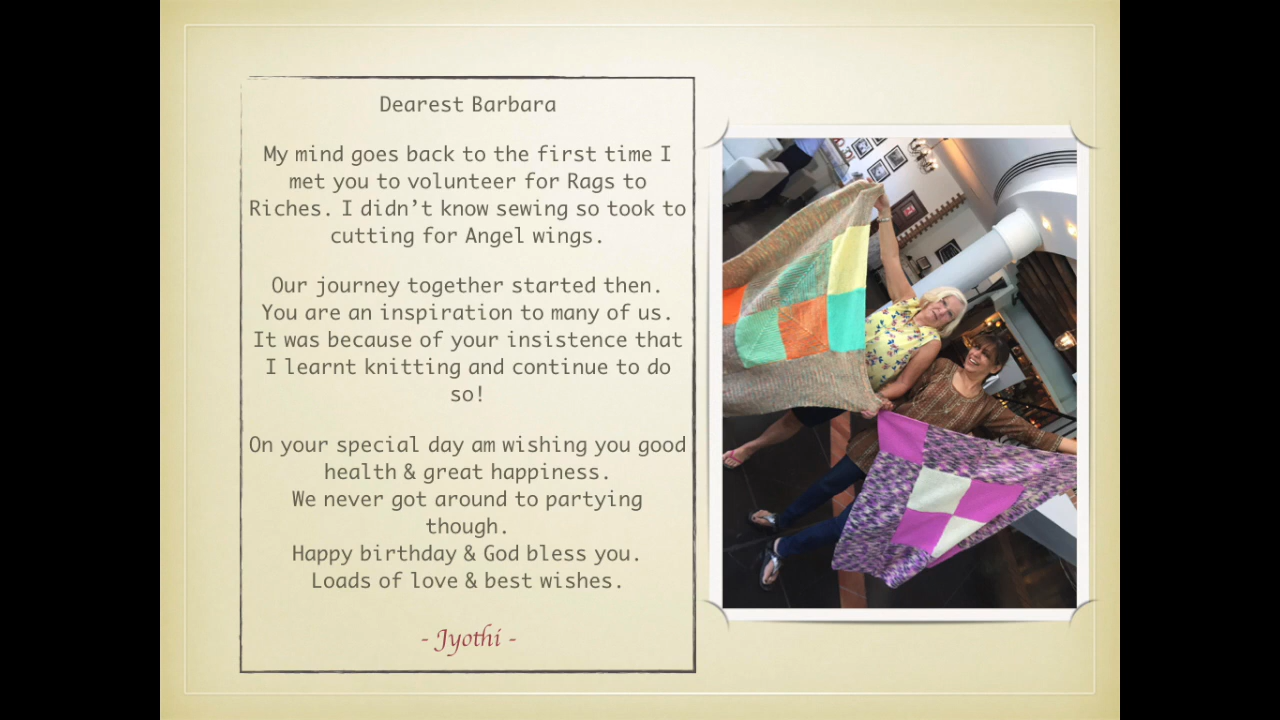 Dearest Barbara
My mind goes back to the first time I
met you to volunteer for Rags to
Riches. I didn’t know sewing so took to
cutting for Angel wings.
Our journey together started then.
You are an inspiration to many of us.
It was because of your insistence that
I learnt knitting and continue to do
so!
On your special day am wishing you good
health & great happiness.
We never got around to partying
though.
Happy birthday & God bless you.
Loads of love & best wishes.
- Jyothi -